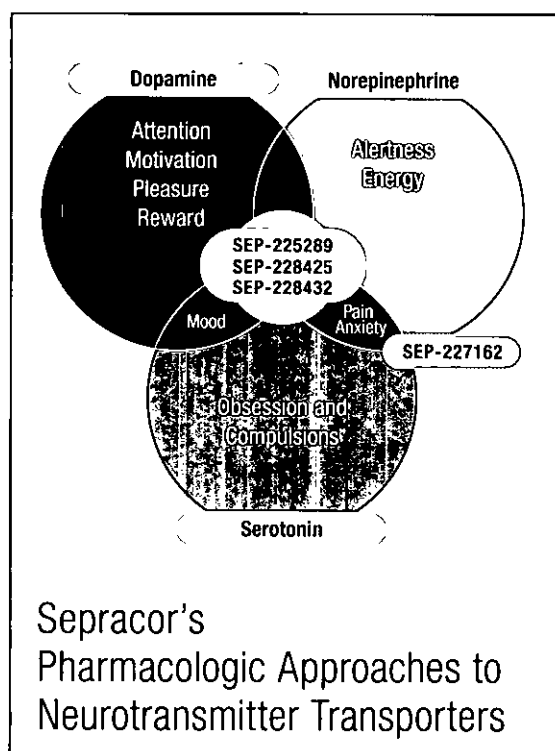 Dopamine
Norepinephrine
Attention
Motivation
Pleasure
Reward
Alertness
Energy
SEP-225289
SEP-228425
SEP-228432
Mood
Pain
Anxiety
SEP-227162
Obsession and
Compulsions
Serotonin
Sepracor's
Pharmacologic Approaches to
Neurotransmitter Transporters